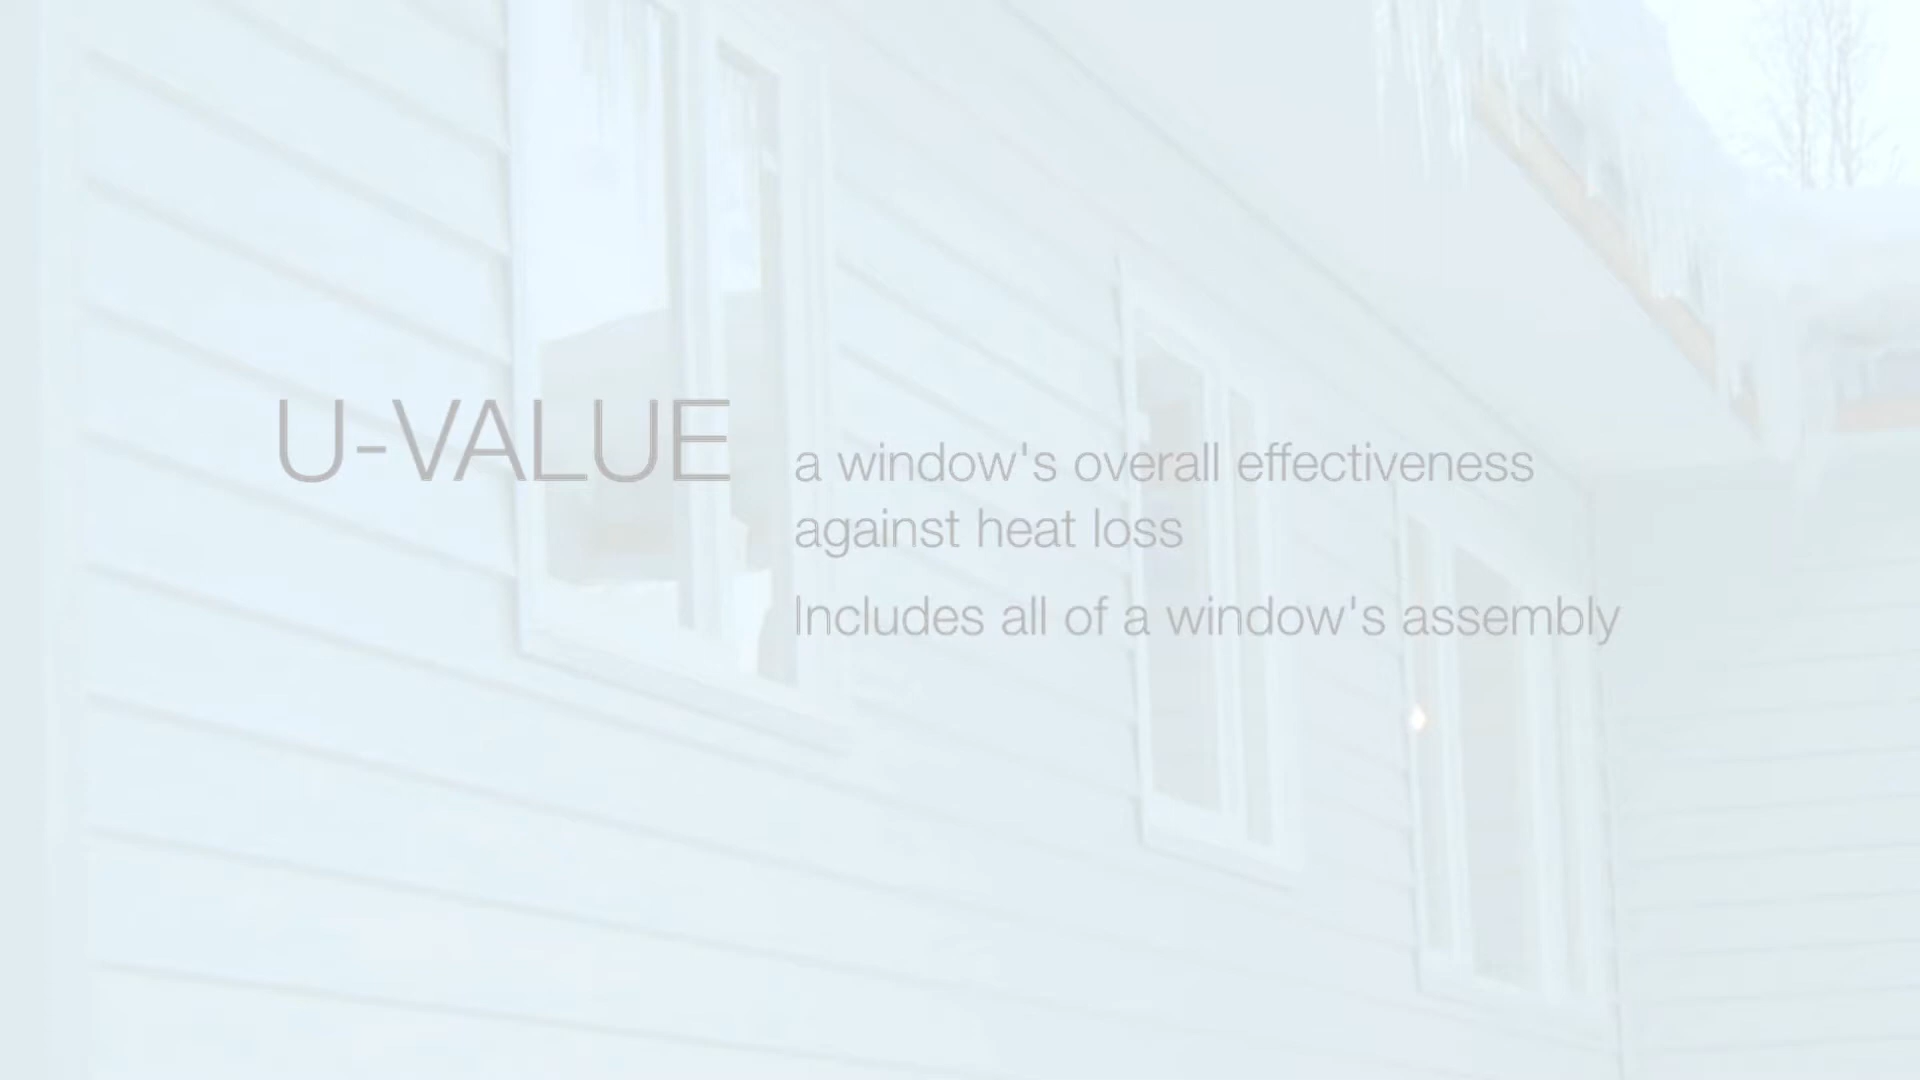 U-VALUE a window's overall effectiveness
against heat loss
Includes all of a window's assembly